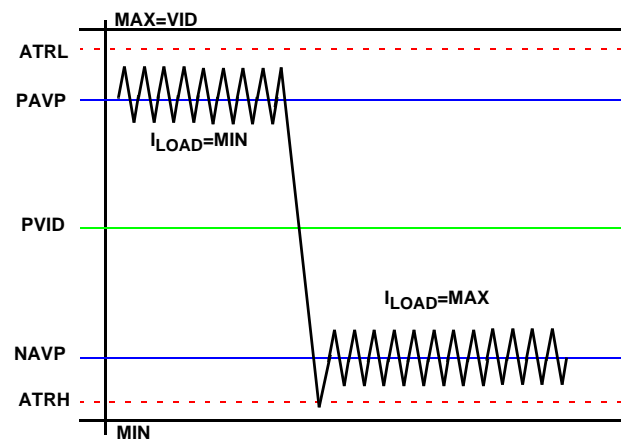 MAX=VID
ATRL
PAVP
ILOAD=MIN
PVID
ILOAD=MAX
NAVP
ATRH
MIN